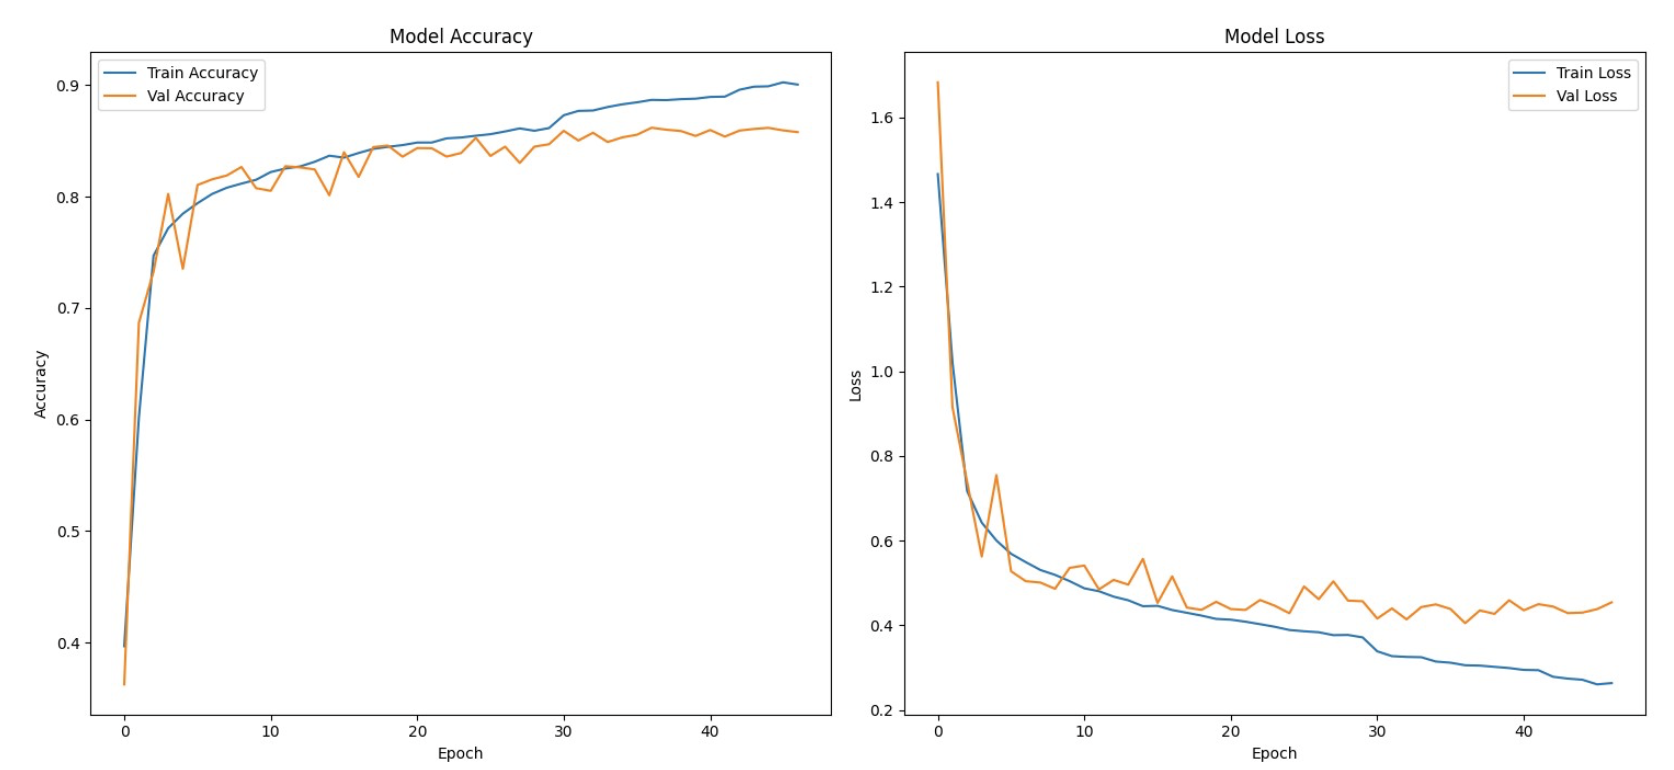 Model Accuracy
Train Accuracy
Val Accuracy
0.9
0.8
0.7
0.6
0.5
0.4
Accuracy
0 10 20 30 40
Epoch
Model Loss
Train Loss
Val Loss
1.6
1.4
1.2
1.0
0.8
0.6
0.4
0.2
Loss
0 10 20 30 40
Epoch